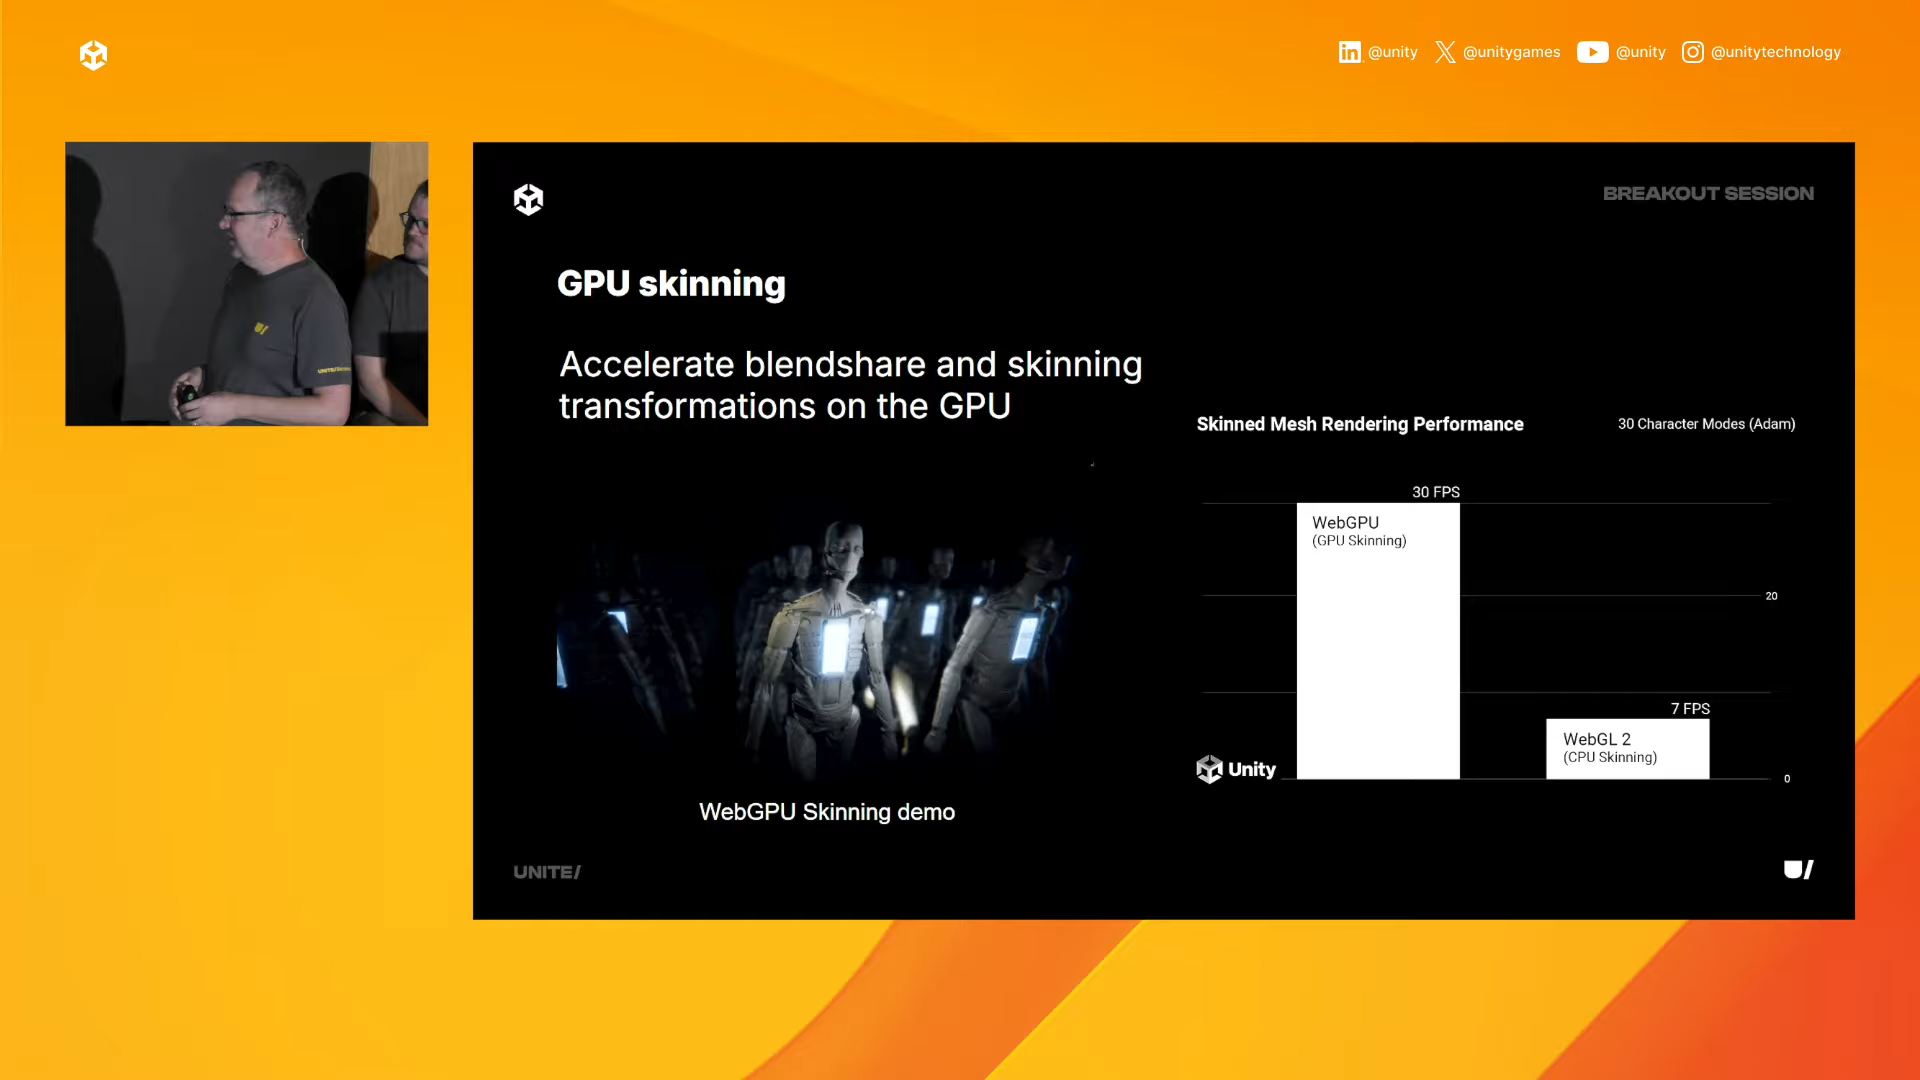 @unity
@unitygames
@unity
@unitytechnology
BREAKOUT SESSION
GPU skinning
Accelerate blendshare and skinning
transformations on the GPU
WebGPU Skinning demo
Skinned Mesh Rendering Performance
30 Character Modes (Adam)
30 FPS
WebGPU
(GPU Skinning)
20
7 FPS
WebGL 2
(CPU Skinning)
0
Unity
UNITE/
U/